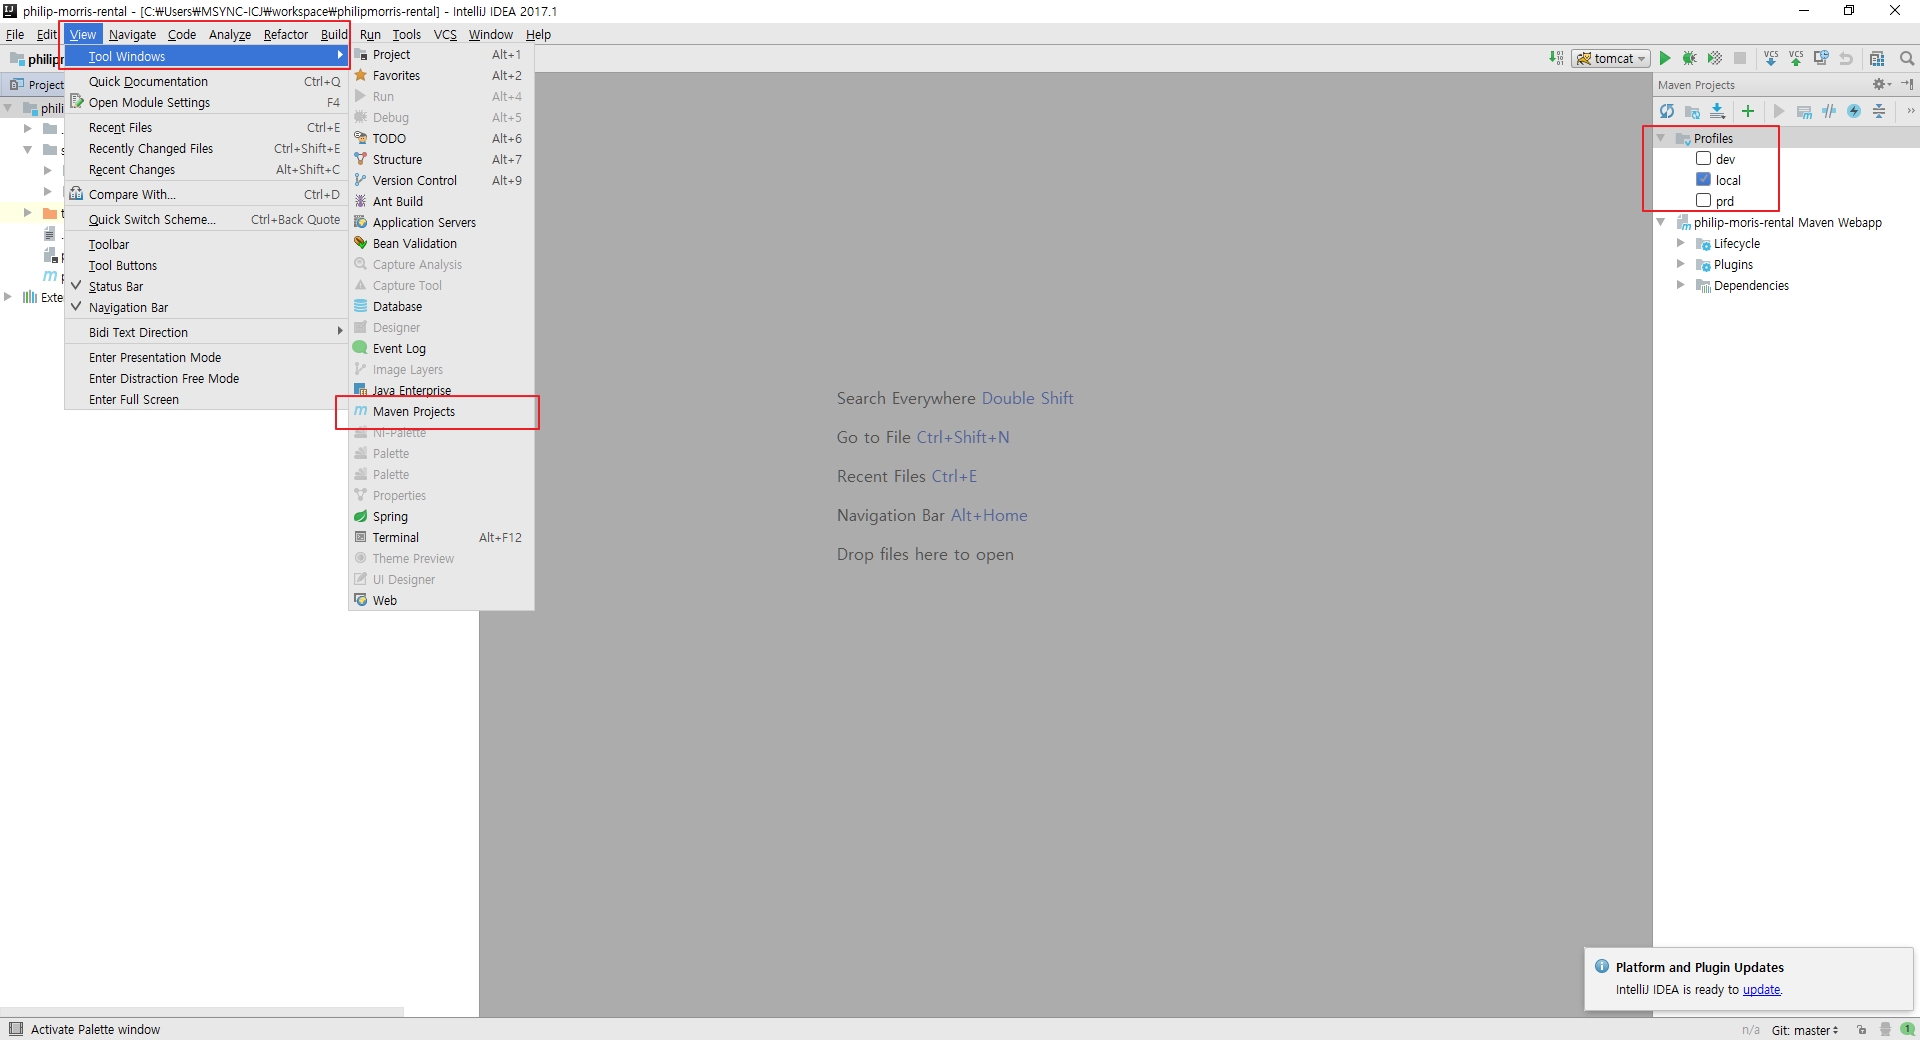 philip-morris-rental - [C:₩Users₩MSYNC-ICJ₩workspace₩philipmorris-rental] - IntelliJ IDEA 2017.1
File Edit View Navigate Code Analyze Refactor Build Run Tools VCS Window Help
tomcat
VCS VCS
Project
Tool Windows
Quick Documentation Ctrl+Q
Open Module Settings F4
Recent Files Ctrl+E
Recently Changed Files Ctrl+Shift+E
Recent Changes Alt+Shift+C
Compare With... Ctrl+D
Quick Switch Scheme... Ctrl+Back Quote
Toolbar
Tool Buttons
Status Bar
Navigation Bar
Bidi Text Direction
Enter Presentation Mode
Enter Distraction Free Mode
Enter Full Screen
Project Alt+1
Favorites Alt+2
Run Alt+4
Debug Alt+5
TODO Alt+6
Structure Alt+7
Version Control Alt+9
Ant Build
Application Servers
Bean Validation
Capture Analysis
Capture Tool
Database
Designer
Event Log
Image Layers
Java Enterprise
Maven Projects
NI-Palette
Palette
Palette
Properties
Spring
Terminal Alt+F12
Theme Preview
UI Designer
Web
Search Everywhere Double Shift
Go to File Ctrl+Shift+N
Recent Files Ctrl+E
Navigation Bar Alt+Home
Drop files here to open
Maven Projects
Profiles
dev
local
prd
philip-moris-rental Maven Webapp
Lifecycle
Plugins
Dependencies
Platform and Plugin Updates
IntelliJ IDEA is ready to update.
Activate Palette window
n/a Git: master 1